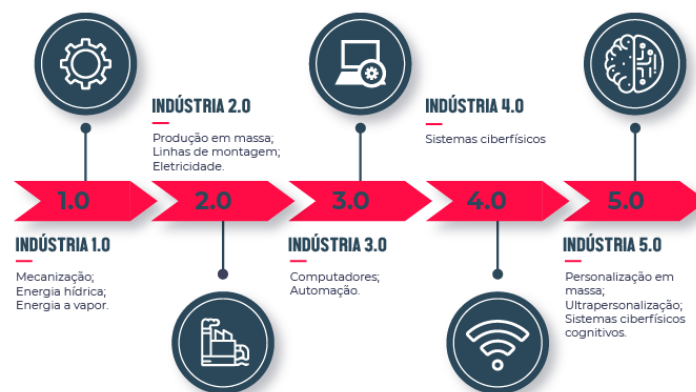 INDÚSTRIA 2.0
Produção em massa;
Linhas de montagem;
Eletricidade.
INDÚSTRIA 4.0
Sistemas ciberfísicos
1.0
2.0
3.0
4.0
5.0
INDÚSTRIA 1.0
Mecanização;
Energia hídrica;
Energia a vapor.
INDÚSTRIA 3.0
Computadores;
Automação.
INDÚSTRIA 5.0
Personalização em
massa;
Ultrapersonalização;
Sistemas ciberfísicos
cognitivos.